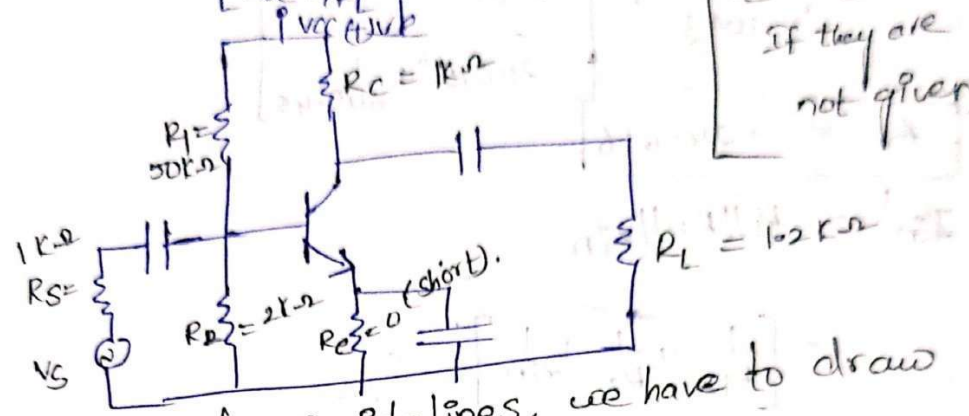 Vcc (+)ve
If they are
not given
RC = 1KΩ
R1 =
50KΩ
1KΩ
RS=
RL = 1.2KΩ
(short).
R2 = 2KΩ
Re=0
VS
lines, we have to draw